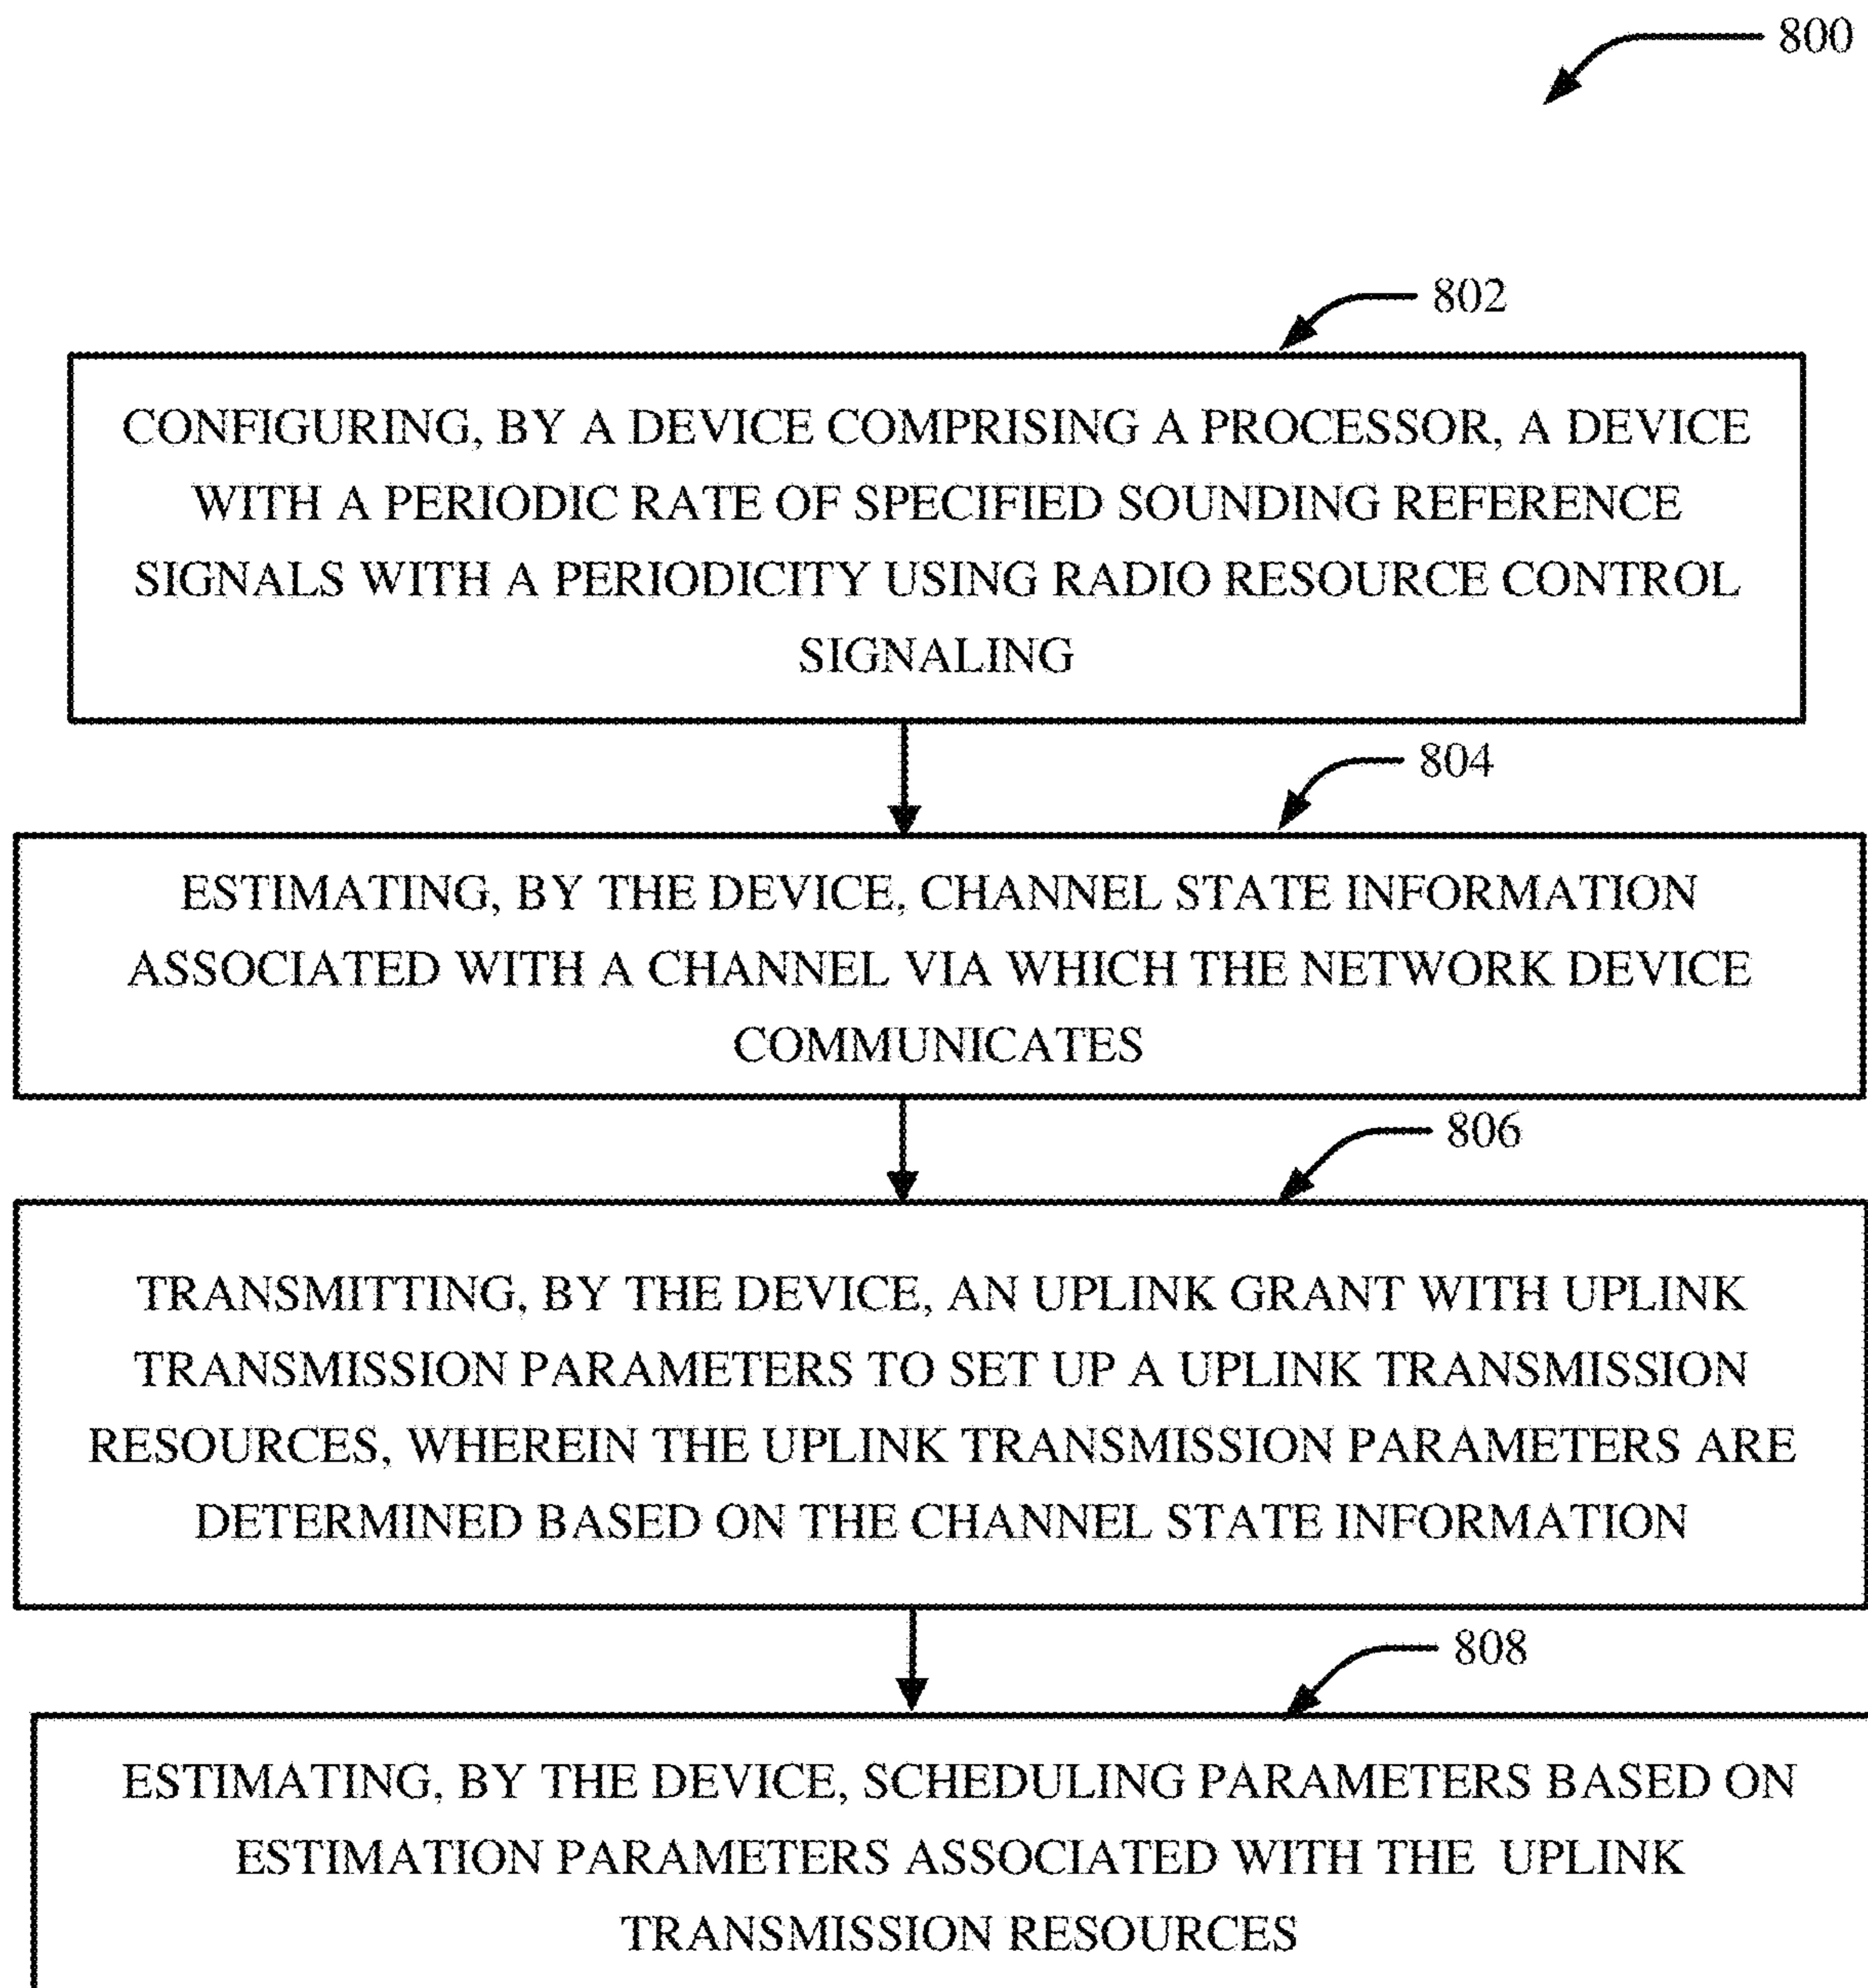 800
802
CONFIGURING, BY A DEVICE COMPRISING A PROCESSOR, A DEVICE
WITH A PERIODIC RATE OF SPECIFIED SOUNDING REFERENCE
SIGNALS WITH A PERIODICITY USING RADIO RESOURCE CONTROL
SIGNALING
804
ESTIMATING, BY THE DEVICE, CHANNEL STATE INFORMATION
ASSOCIATED WITH A CHANNEL VIA WHICH THE NETWORK DEVICE
COMMUNICATES
806
TRANSMITTING, BY THE DEVICE, AN UPLINK GRANT WITH UPLINK
TRANSMISSION PARAMETERS TO SET UP A UPLINK TRANSMISSION
RESOURCES, WHEREIN THE UPLINK TRANSMISSION PARAMETERS ARE
DETERMINED BASED ON THE CHANNEL STATE INFORMATION
808
ESTIMATING, BY THE DEVICE, SCHEDULING PARAMETERS BASED ON
ESTIMATION PARAMETERS ASSOCIATED WITH THE UPLINK
TRANSMISSION RESOURCES